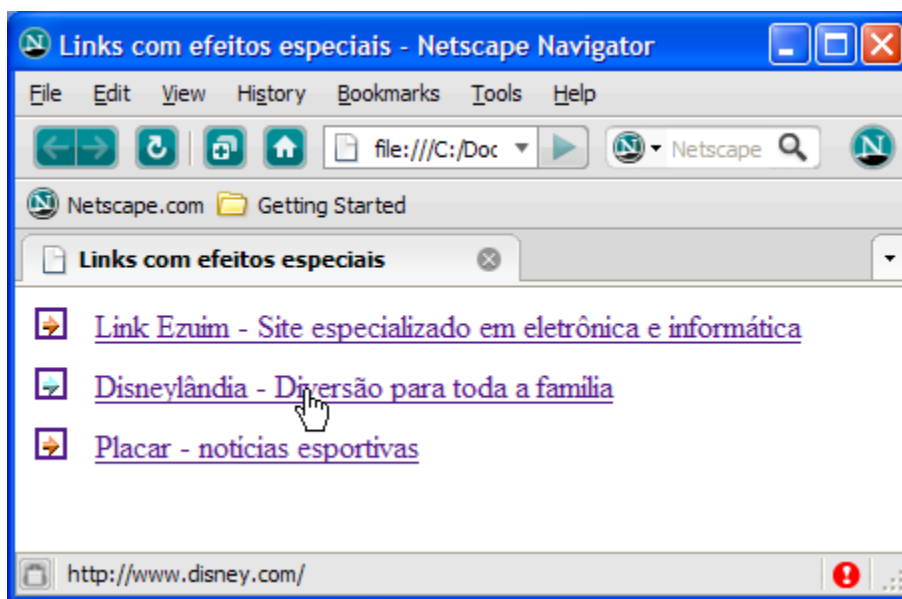 Links com efeitos especiais - Netscape Navigator
File Edit View History Bookmarks Tools Help
file:///C:/Doc Netscape N
Netscape.com Getting Started
Links com efeitos especiais
Link Ezuim - Site especializado em eletrônica e informática
Disneylândia - Diversão para toda a família
Placar - notícias esportivas
http://www.disney.com/